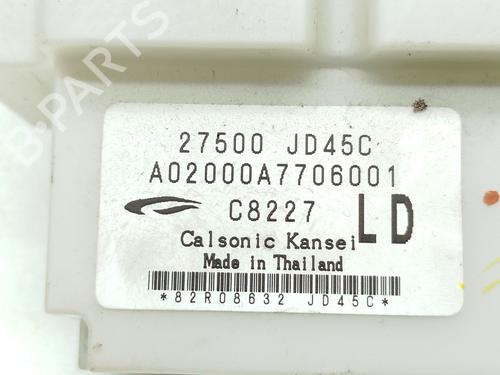 B-PARTS
27500 JD45C
A02000A7706001
C8227 LD
Calsonic Kansei
Made in Thailand
*82R08632 JD45C*